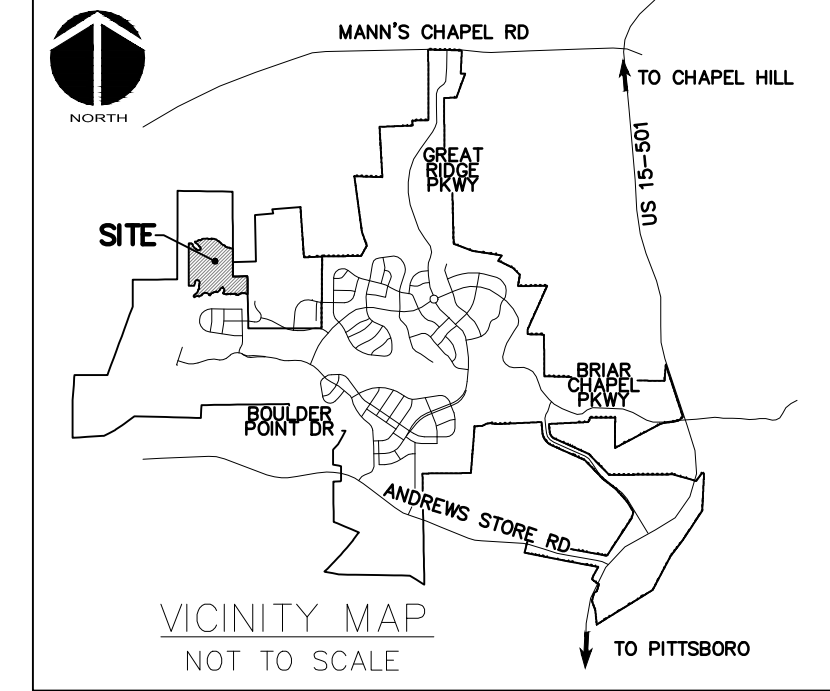 MANN'S CHAPEL RD
TO CHAPEL HILL
NORTH
US 15-501
GREAT
RIDGE
PKWY
SITE
BRIAR
CHAPEL
PKWY
BOULDER
POINT DR
ANDREWS STORE RD
VICINITY MAP
NOT TO SCALE
TO PITTSBORO